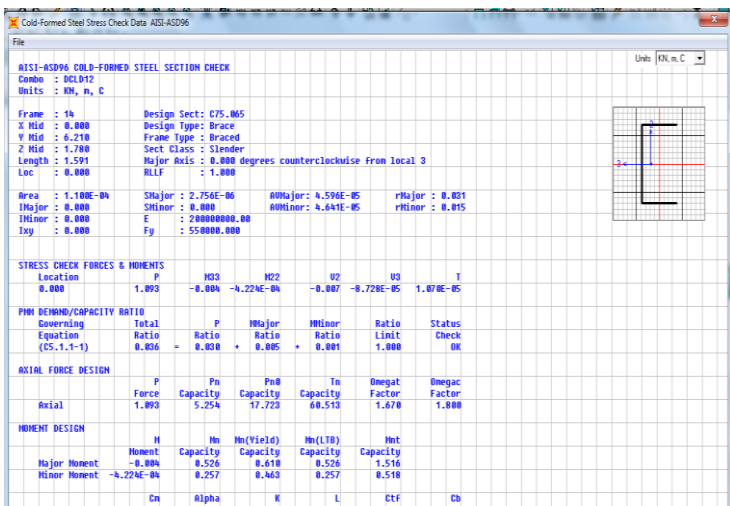 Cold-Formed Steel Stress Check Data AISI-ASD96
File
Units KN, m, C
AISI-ASD96 COLD-FORMED STEEL SECTION CHECK
Combo : DCLD12
Units : KN, m, C
Frame : 14 Design Sect: C75.065
X Mid : 0.000 Design Type: Brace
Y Mid : 6.210 Frame Type : Braced
Z Mid : 1.780 Sect Class : Slender
Length : 1.591 Major Axis : 0.000 degrees counterclockwise from local 3
Loc : 0.000 RLLF : 1.000
Area : 1.100E-04 SMajor : 2.756E-06 AVMajor: 4.596E-05 rMajor : 0.031
IMajor : 0.000 SMinor : 0.000 AVMinor: 4.641E-05 rMinor : 0.015
IMinor : 0.000 E : 200000000.00
Ixy : 0.000 Fy : 550000.000
STRESS CHECK FORCES & MOMENTS
Location P M33 M22 V2 V3 T
0.000 1.093 -0.004 -4.224E-04 -0.007 -8.728E-05 1.070E-05
PMM DEMAND/CAPACITY RATIO
Governing Total P MMajor MMinor Ratio Status
Equation Ratio Ratio Ratio Ratio Limit Check
(C5.1.1-1) 0.036 = 0.030 + 0.005 + 0.001 1.000 OK
AXIAL FORCE DESIGN
P Pn Pn0 Tn Omegat Omegac
Force Capacity Capacity Capacity Factor Factor
Axial 1.093 5.254 17.723 60.513 1.670 1.800
MOMENT DESIGN
M Mn Mn(Yield) Mn(LTB) Mnt
Moment Capacity Capacity Capacity Capacity
Major Moment -0.004 0.526 0.610 0.526 1.516
Minor Moment -4.224E-04 0.257 0.463 0.257 0.518
Cm Alpha K L Ctf Cb
2
3